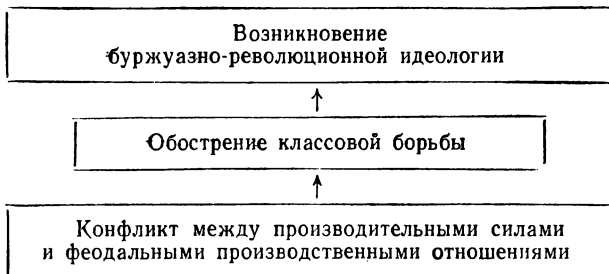 Возникновение
буржуазно-революционной идеологии
↑
Обострение классовой борьбы
↑
Конфликт между производительными силами
и феодальными производственными отношениями